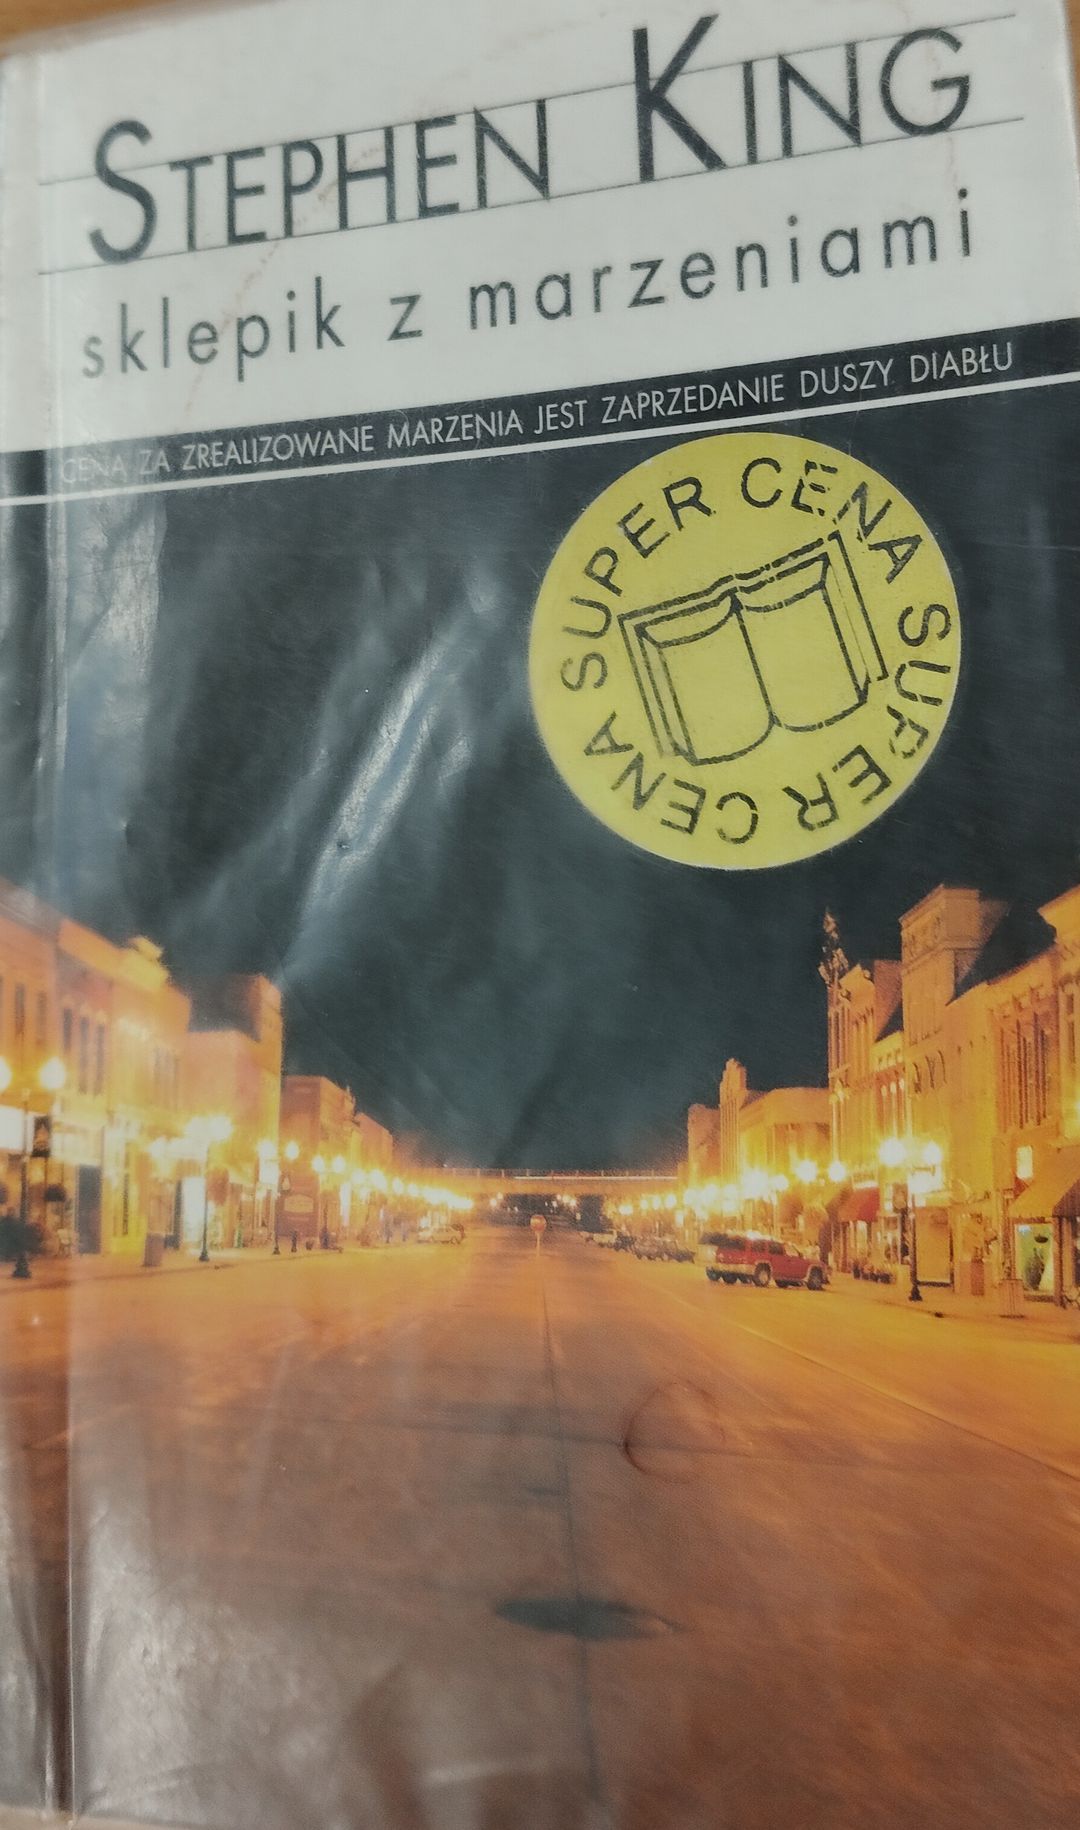 STEPHEN KING
sklepik z marzeniami
CENA ZA ZREALIZOWANE MARZENIA JEST ZAPRZEDANIE DUSZY DIABŁU
SUPER CENA SUPER CENA